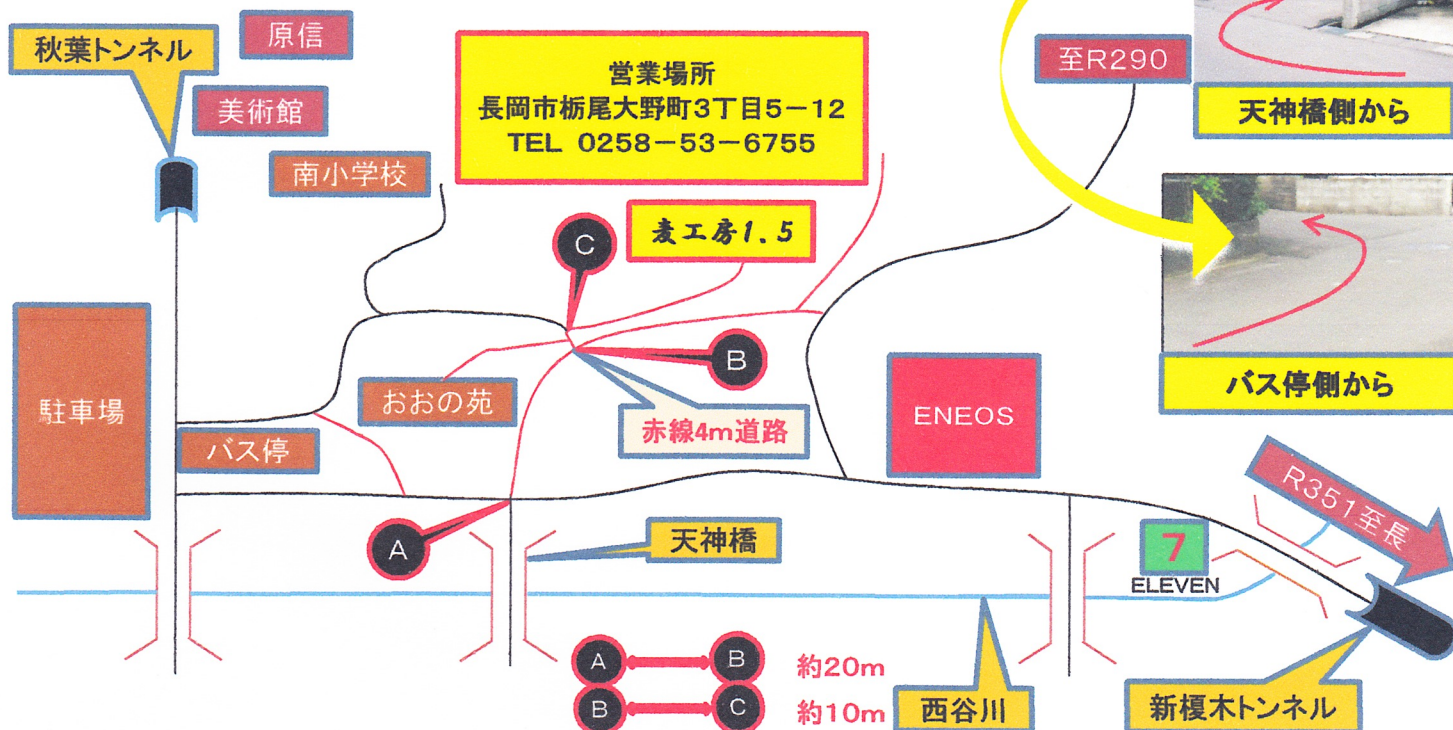 秋葉トンネル
原信
美術館
南小学校
営業場所
長岡市栃尾大野町3丁目5−12
TEL 0258−53−6755
麦工房1.5
至R290
天神橋側から
バス停側から
C
B
駐車場
バス停
おおの苑
赤線4m道路
ENEOS
R351至長
A
天神橋
7
ELEVEN
A
B
約20m
B
C
約10m
西谷川
新榎木トンネル